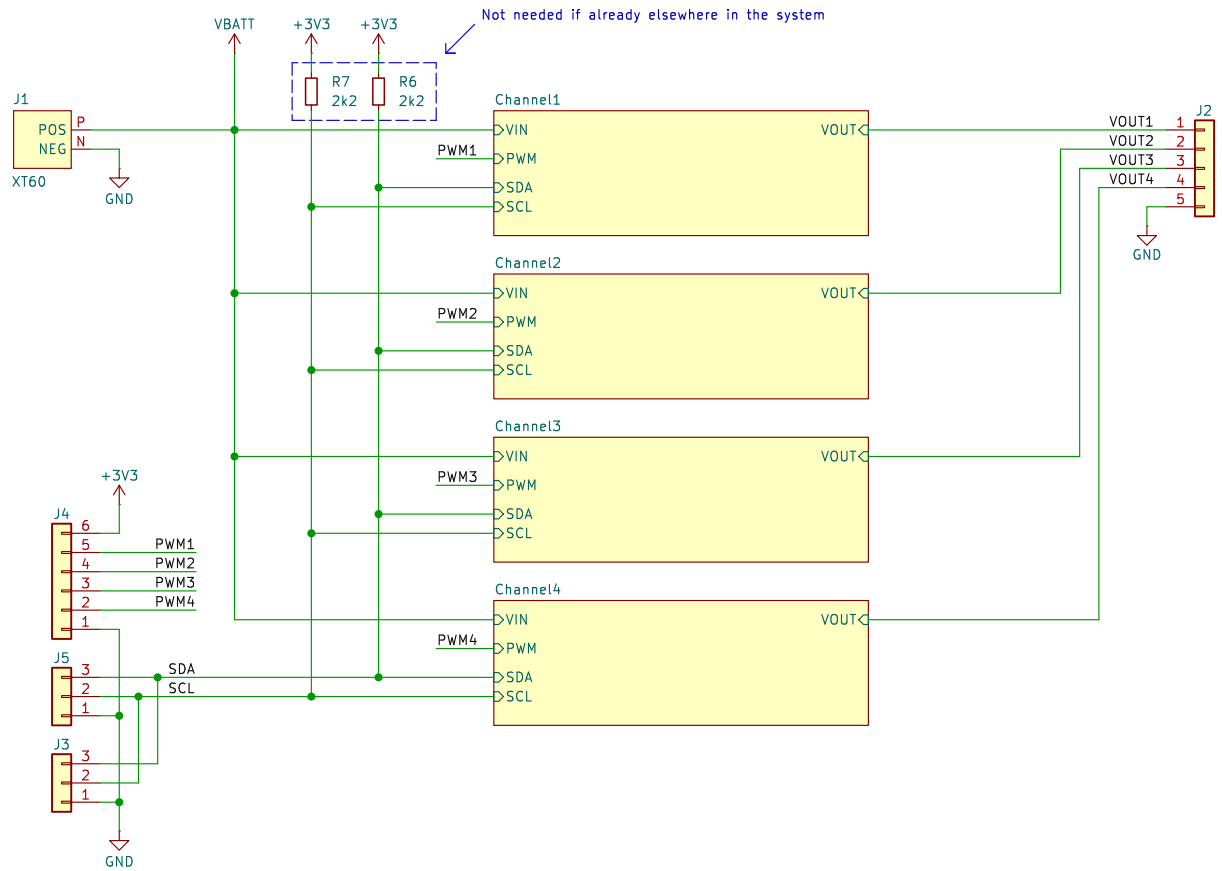 Not needed if already elsewhere in the system
VBATT
+3V3
+3V3
R7
2k2
R6
2k2
J1
POS
P
NEG
N
XT60
GND
Channel1
VIN
PWM1
PWM
SDA
SCL
VOUT
J2
VOUT1
1
VOUT2
2
VOUT3
3
VOUT4
4
5
GND
Channel2
VIN
PWM2
PWM
SDA
SCL
VOUT
Channel3
VIN
PWM3
PWM
SDA
SCL
VOUT
Channel4
VIN
PWM4
PWM
SDA
SCL
VOUT
+3V3
J4
6
5
PWM1
4
PWM2
3
PWM3
2
PWM4
1
J5
3
SDA
2
SCL
1
J3
3
2
1
GND